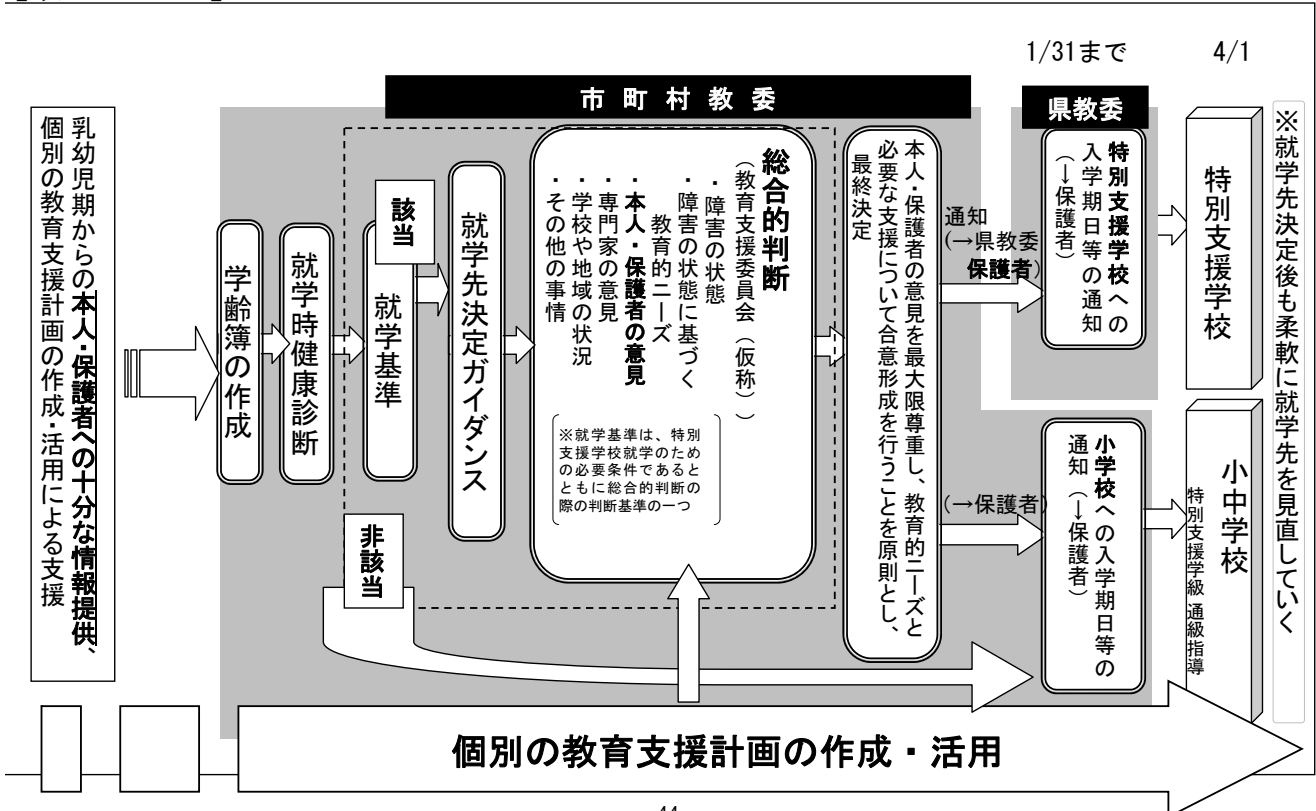 1/31まで
4/1
市町村教委
県教委
乳幼児期からの本人・保護者への十分な情報提供、
個別の教育支援計画の作成・活用による支援
学齢簿の作成
就学時健康診断
該当
就学基準
非該当
就学先決定ガイダンス
総合的判断
(教育支援委員会(仮称))
・障害の状態
・障害の状態に基づく
教育的ニーズ
・本人・保護者の意見
・専門家の意見
・学校や地域の状況
・その他の事情
※就学基準は、特別
支援学校就学のため
の必要条件であると
ともに総合的判断の
際の判断基準の一つ
本人・保護者の意見を最大限尊重し、教育的ニーズと
必要な支援について合意形成を行うことを原則とし、
最終決定
通知
(→県教委
保護者)
(→保護者)
特別支援学校への
入学期日等の通知
(→保護者)
小学校への入学期日等の
通知(→保護者)
特別支援学校
小中学校
特別支援学級 通級指導
※就学先決定後も柔軟に就学先を見直していく
個別の教育支援計画の作成・活用